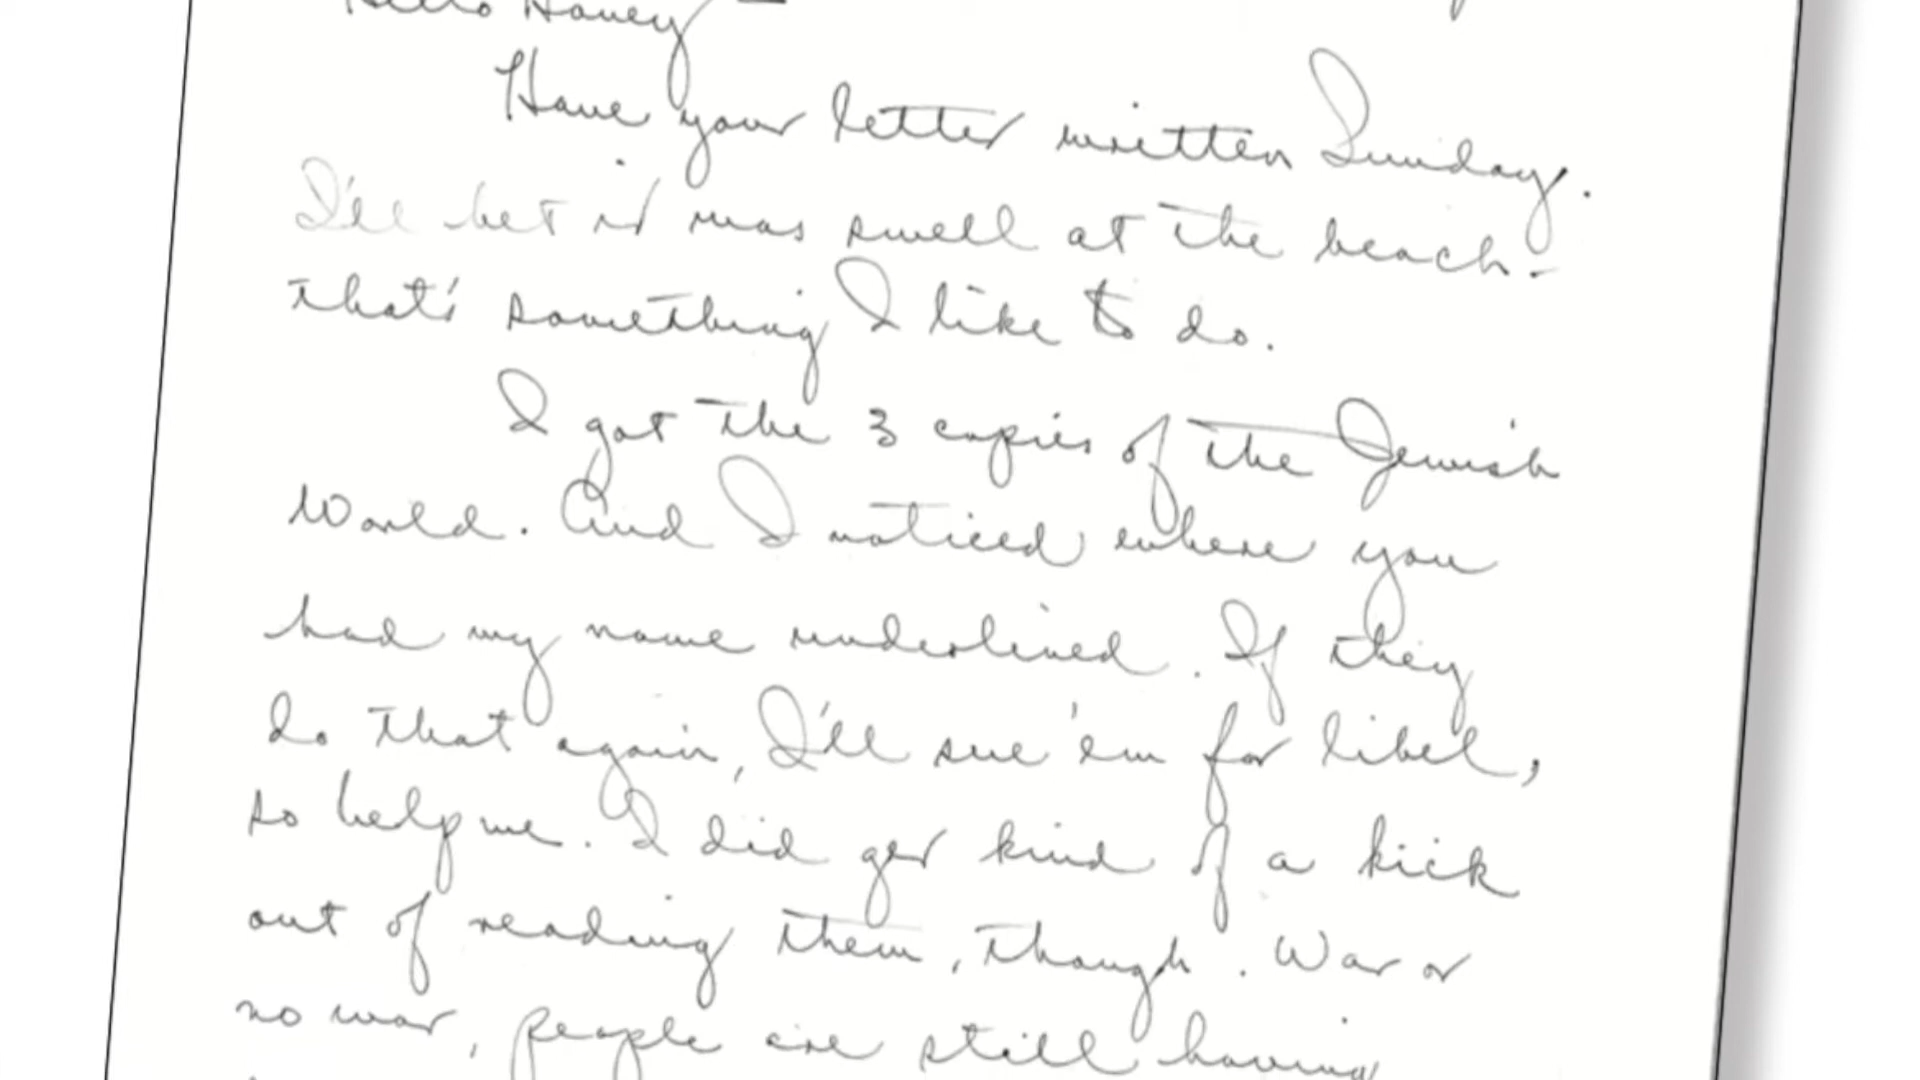 Hello Honey —
Have your letter written Sunday.
I'll bet it was swell at the beach -
that's something I like to do.
I got the 3 copies of the Jewish
World. And I noticed where you
had my name underlined. If they
do that again, I'll sue 'em for libel,
so help me. I did get kind of a kick
out of reading them, though. War or
no war, people are still having